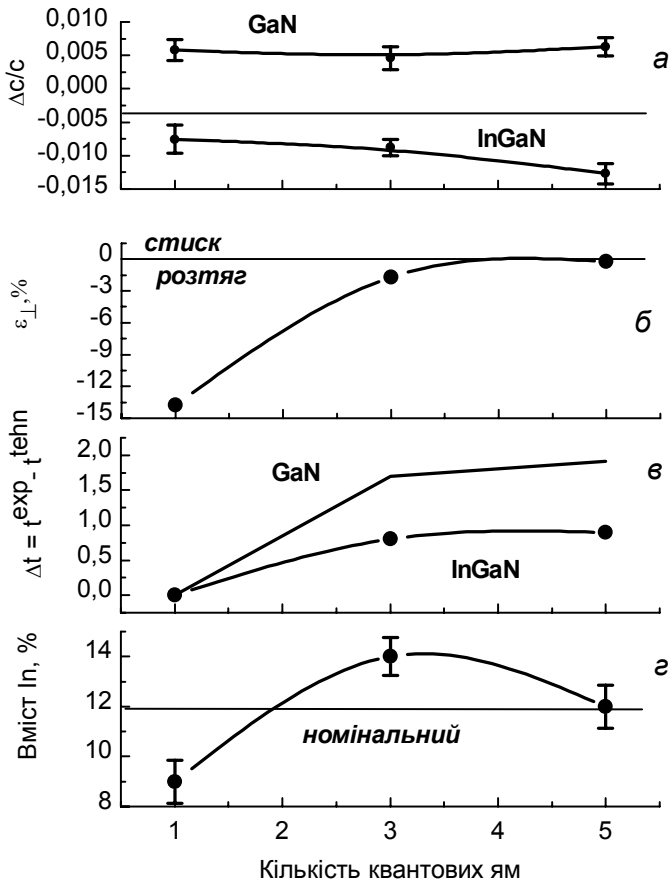 0,010
GaN
0,005
0,000
-0,005
-0,010
-0,015
Δc/c
InGaN
а
стиск
розтяг
0
-3
-6
-9
-12
-15
ε⊥,%
б
2,0
1,5
1,0
0,5
0,0
Δt = t^exp- t^tehn
GaN
InGaN
в
14
12
10
8
Вміст In, %
номінальний
г
1 2 3 4 5
Кількість квантових ям